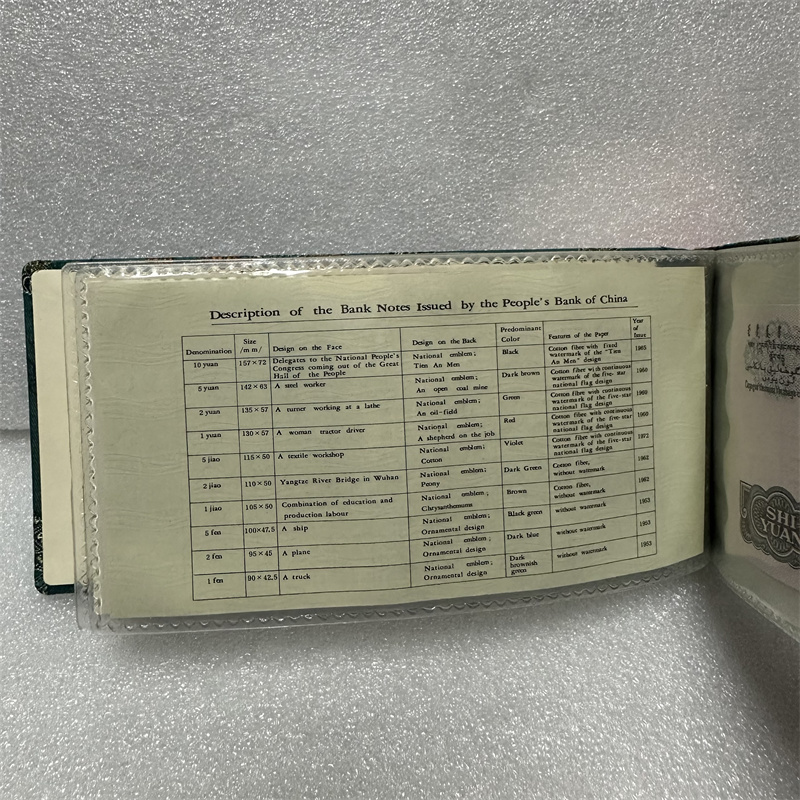 Description of the Bank Notes Issued by the People's Bank of China
Denomination Size /mm/ Design on the Face Design on the Back Predominant Color Features of the Paper Year of Issue
10 yuan 157×72 Delegates to the National People's Congress coming out of the Great Hall of the People National emblem; Tien An Men Black Cotton fibre with fixed watermark of the "Tien An Men" design 1965
5 yuan 142×63 A steel worker National emblem; An open coal mine Dark brown Cotton fibre with continuous watermark of the five-star national flag design 1960
2 yuan 135×57 A turner working at a lathe National emblem; An oil-field Green Cotton fibre with continuous watermark of the five-star national flag design 1960
1 yuan 130×57 A woman tractor driver National emblem; A shepherd on the job Red Cotton fibre with continuous watermark of the five-star national flag design 1960
5 jiao 115×50 A textile workshop National emblem; Cotton Violet Cotton fibre with continuous watermark of the five-star national flag design 1972
2 jiao 110×50 Yangtze River Bridge in Wuhan National emblem; Peony Dark Green Cotton fibre, without watermark 1962
1 jiao 105×50 Combination of education and production labour National emblem; Chrysanthemums Brown Cotton fibre, without watermark 1962
5 fen 100×47.5 A ship National emblem; Ornamental design Black green without watermark 1953
2 fen 95×45 A plane National emblem; Ornamental design Dark blue without watermark 1953
1 fen 90×42.5 A truck National emblem; Ornamental design Dark brownish green without watermark 1953
SHI
YUAN